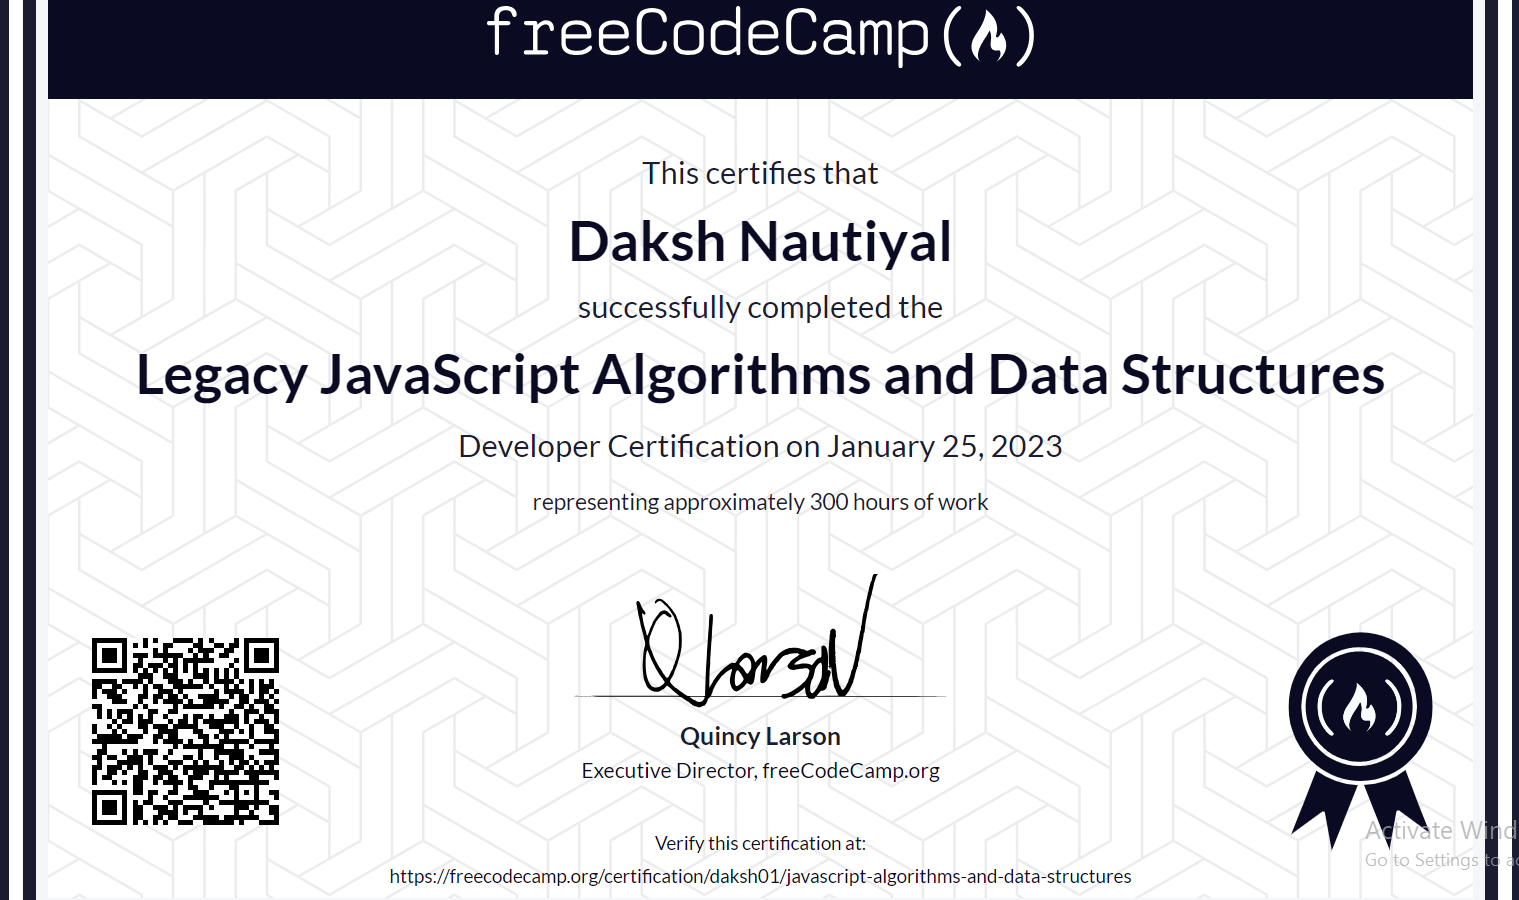 freeCodeCamp
This certifies that
Daksh Nautiyal
successfully completed the
Legacy JavaScript Algorithms and Data Structures
Developer Certification on January 25, 2023
representing approximately 300 hours of work
Q Larson
Quincy Larson
Executive Director, freeCodeCamp.org
Verify this certification at:
https://freecodecamp.org/certification/daksh01/javascript-algorithms-and-data-structures
Activate
Go to Settings to